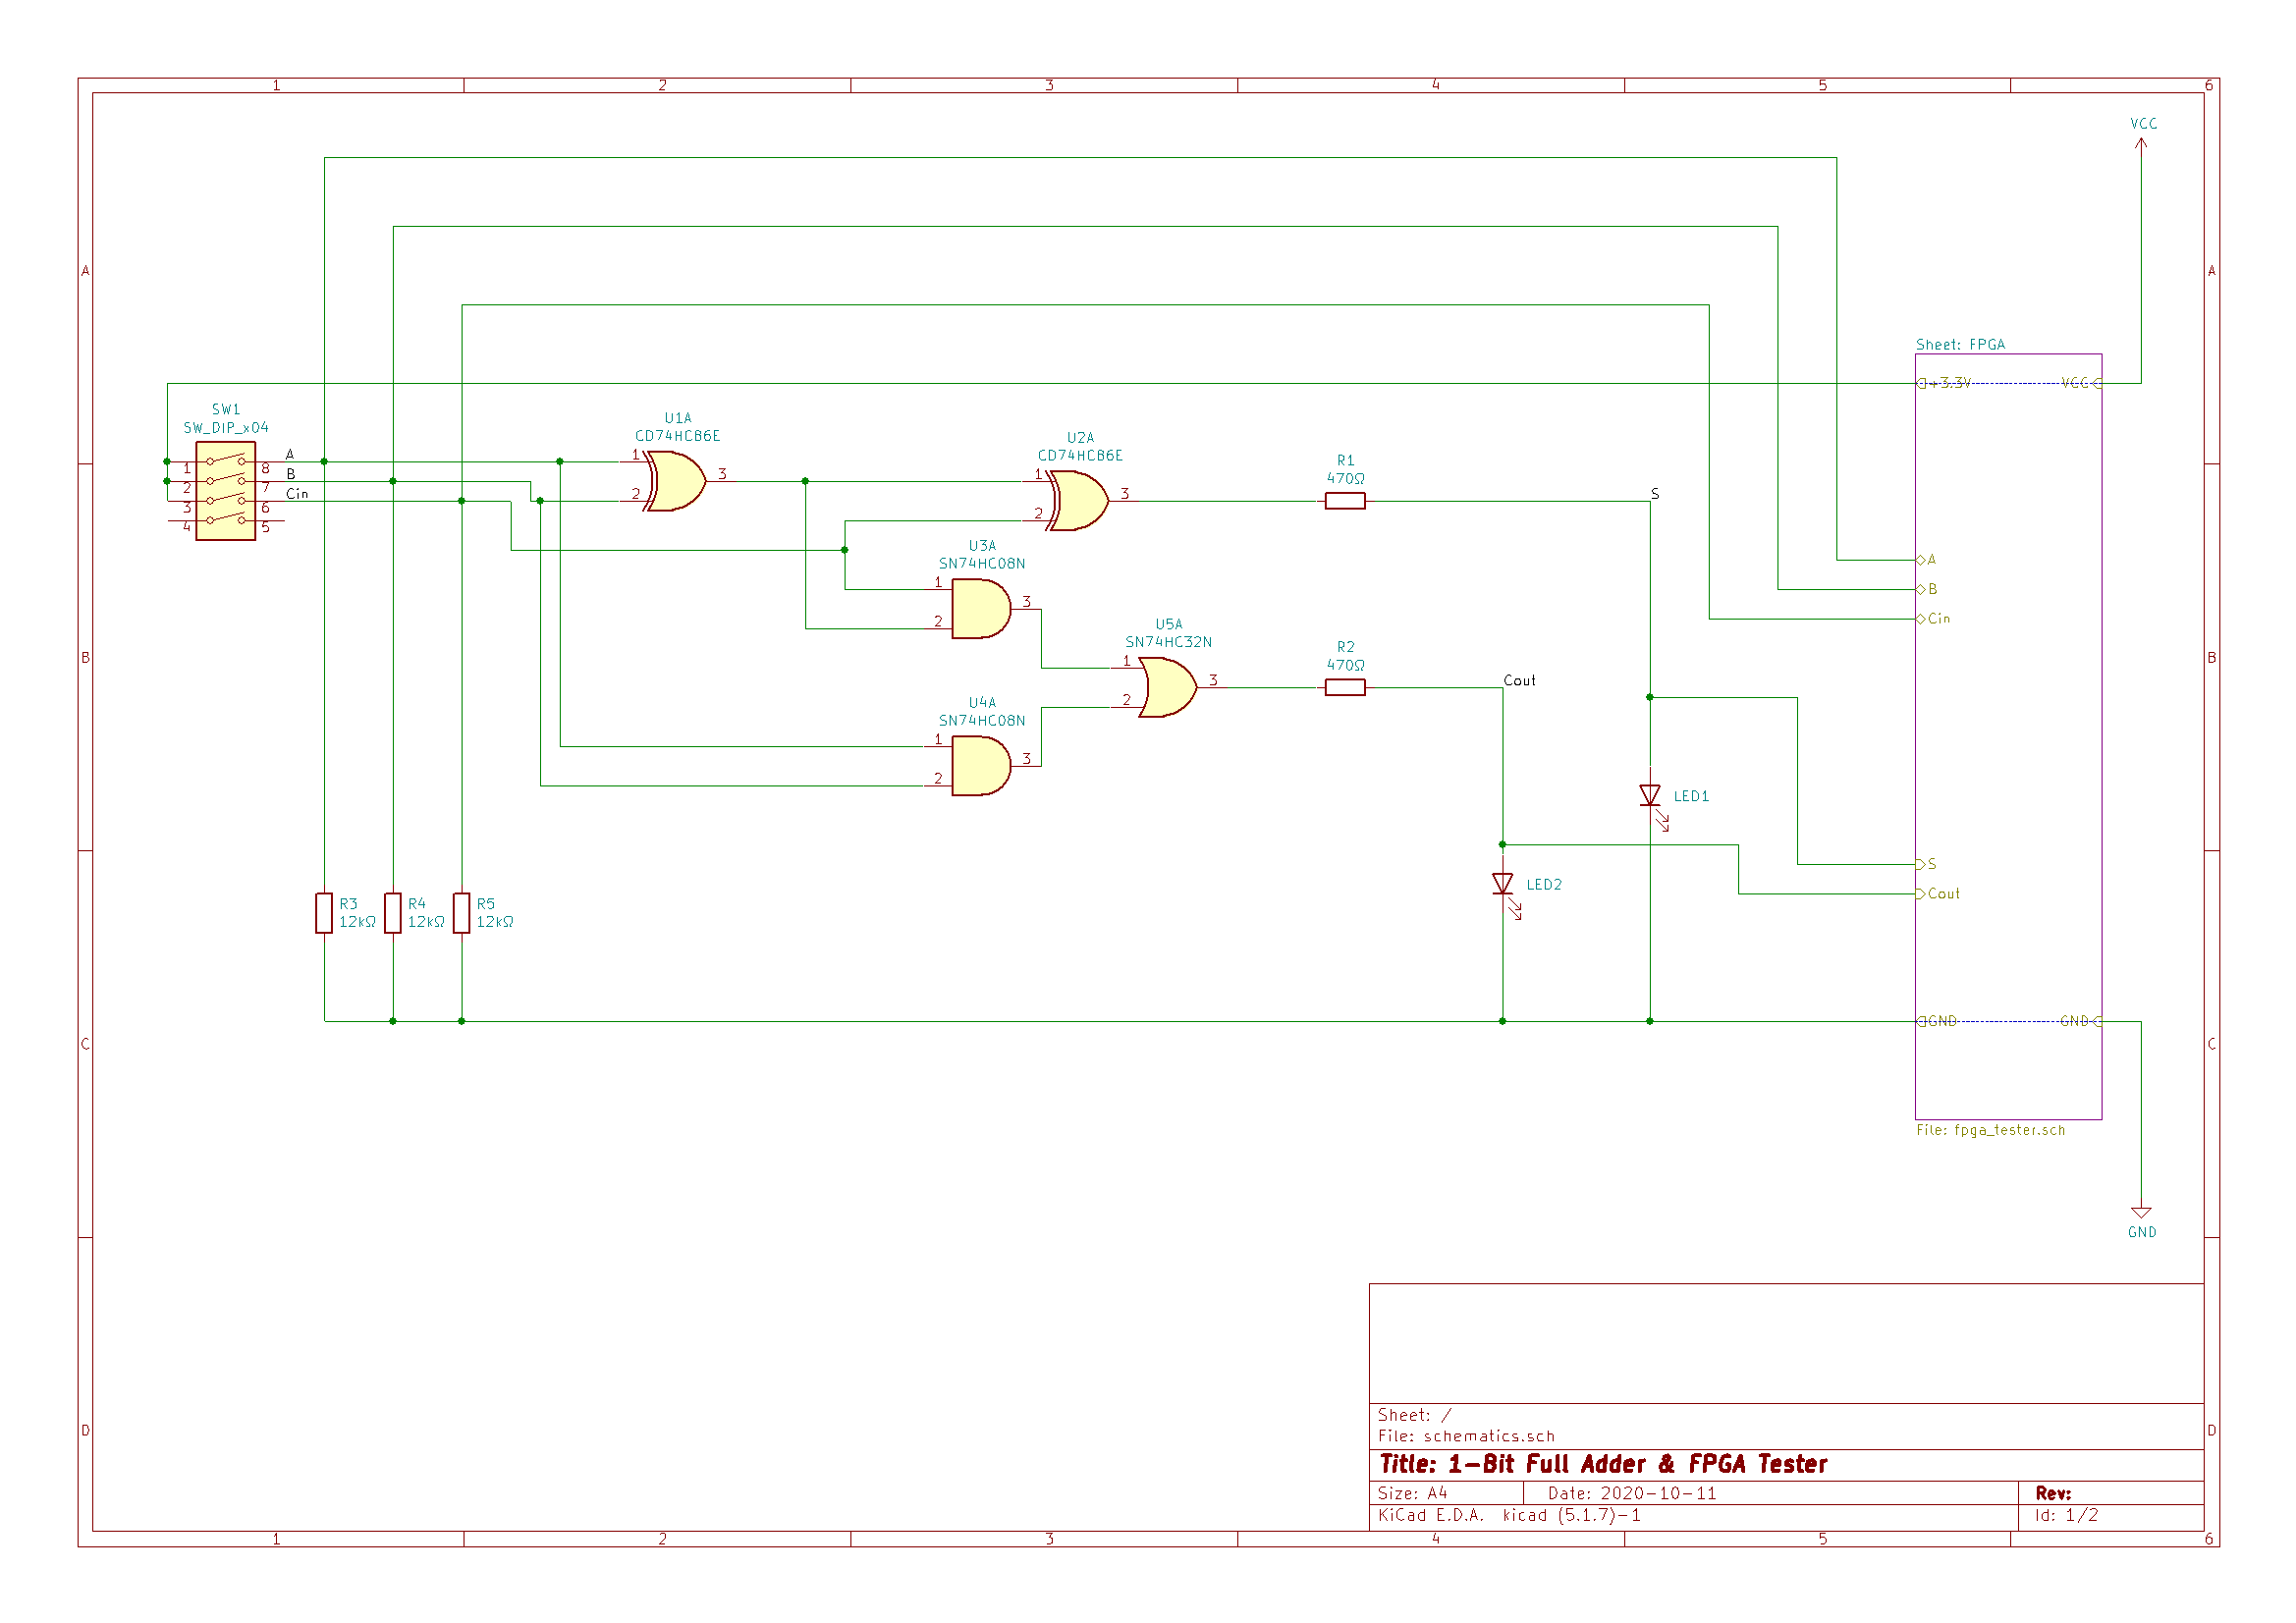 1 2 3 4 5 6
VCC
A A
Sheet: FPGA
+3.3V VCC
SW1
SW_DIP_x04
1 8 A
2 7 B
3 6 Cin
4 5
U1A
CD74HC86E
1
2
3
U2A
CD74HC86E
1
2
3
R1
470Ω
S
U3A
SN74HC08N
1
2
3
A
B
Cin
U5A
SN74HC32N
1
2
3
R2
470Ω
Cout
B B
U4A
SN74HC08N
1
2
3
LED1
LED2
S
Cout
R3
12kΩ
R4
12kΩ
R5
12kΩ
GND GND
C C
File: fpga_tester.sch
GND
Sheet: /
File: schematics.sch
D D
Title: 1-Bit Full Adder & FPGA Tester
Size: A4 Date: 2020-10-11 Rev:
KiCad E.D.A. kicad (5.1.7)-1 Id: 1/2
1 2 3 4 5 6